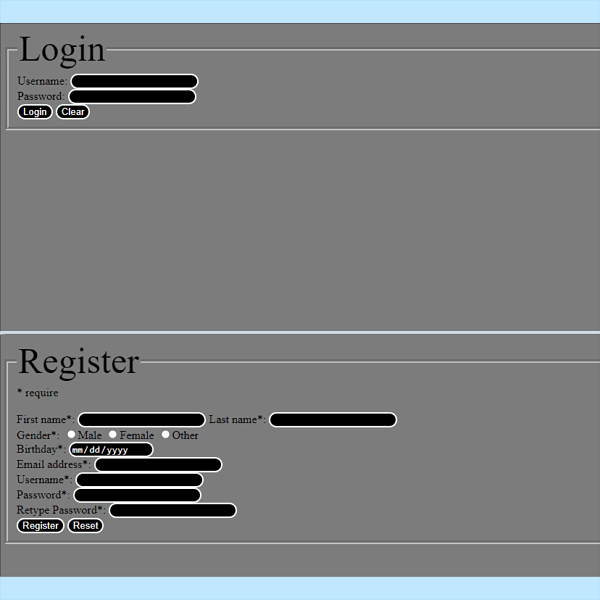 Login
Username:
Password:
Login Clear
Register
* require
First name*: Last name*:
Gender*: Male Female Other
Birthday*: mm/dd/yyyy
Email address*:
Username*:
Password*:
Retype Password*:
Register Reset